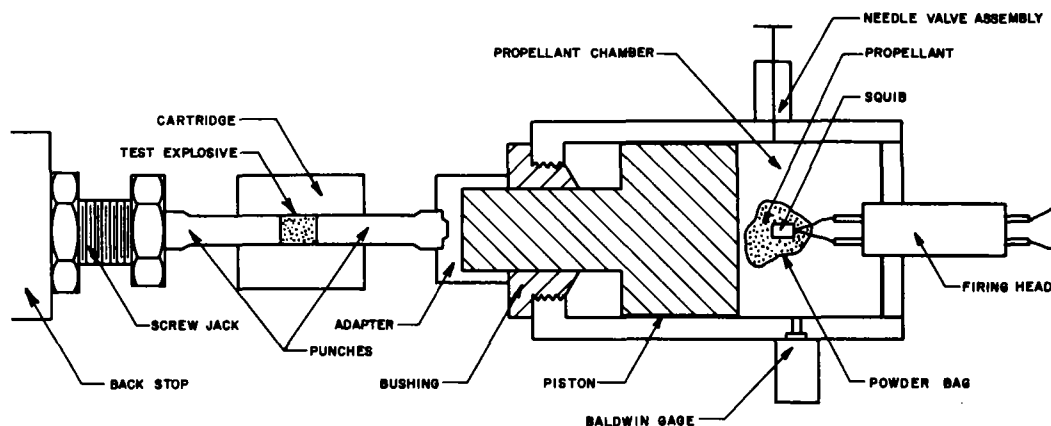 NEEDLE VALVE ASSEMBLY
PROPELLANT CHAMBER
PROPELLANT
SQUIB
CARTRIDGE
TEST EXPLOSIVE
FIRING HEAD
SCREW JACK
ADAPTER
PUNCHES
BACK STOP
BUSHING
PISTON
POWDER BAG
BALDWIN GAGE